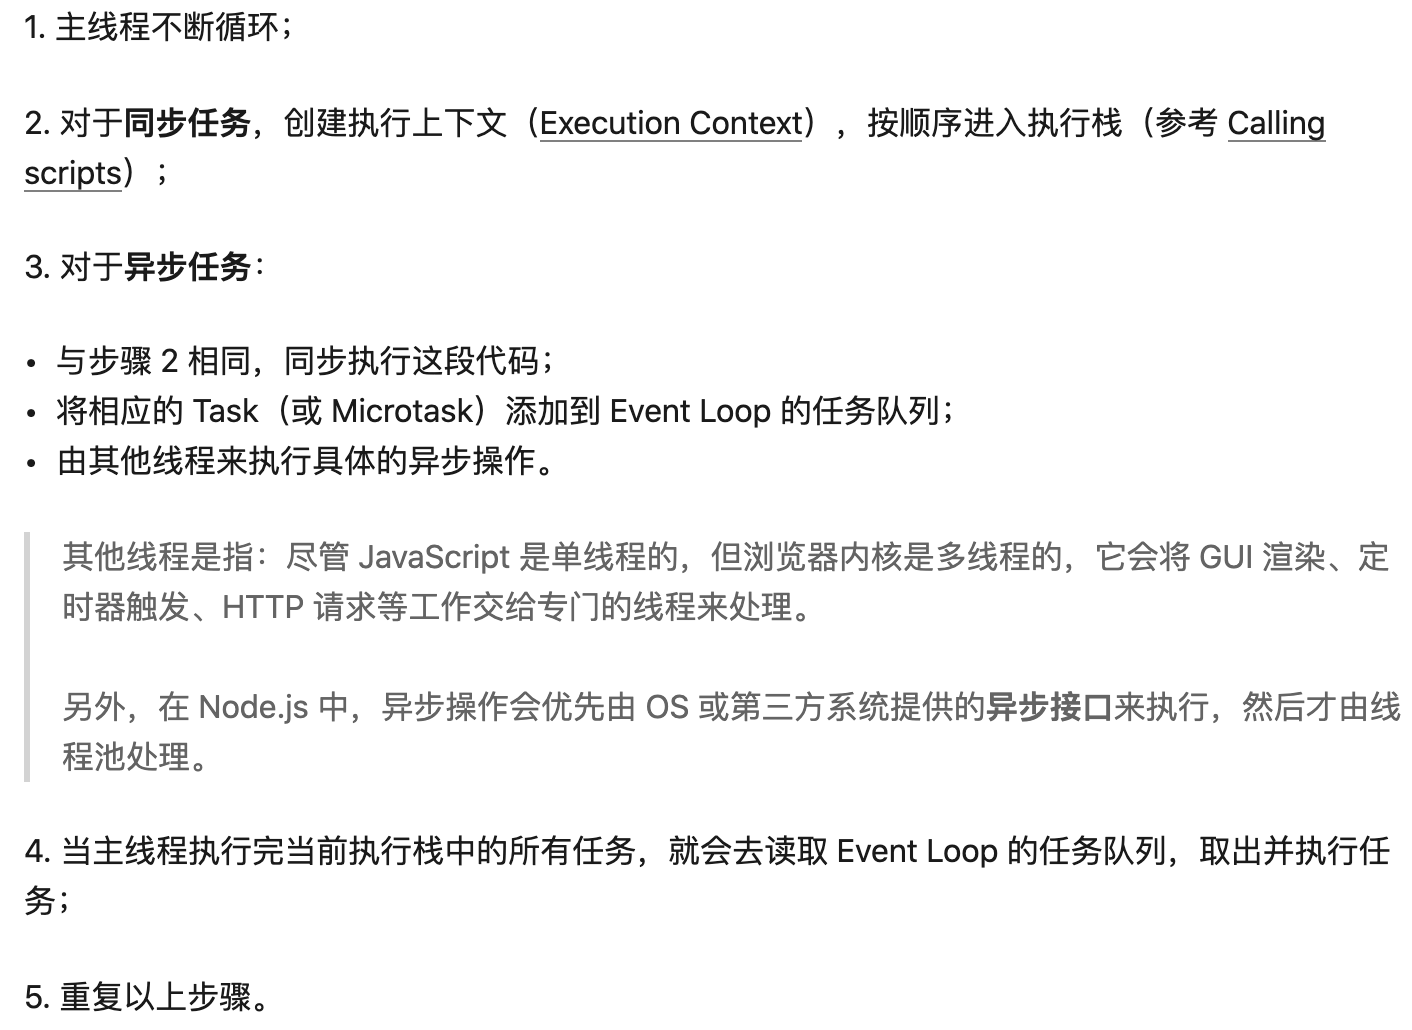 1. 主线程不断循环；
2. 对于同步任务，创建执行上下文（Execution Context），按顺序进入执行栈（参考 Calling
scripts）；
3. 对于异步任务：
• 与步骤 2 相同，同步执行这段代码；
• 将相应的 Task（或 Microtask）添加到 Event Loop 的任务队列；
• 由其他线程来执行具体的异步操作。
其他线程是指：尽管 JavaScript 是单线程的，但浏览器内核是多线程的，它会将 GUI 渲染、定
时器触发、HTTP 请求等工作交给专门的线程来处理。
另外，在 Node.js 中，异步操作会优先由 OS 或第三方系统提供的异步接口来执行，然后才由线
程池处理。
4. 当主线程执行完当前执行栈中的所有任务，就会去读取 Event Loop 的任务队列，取出并执行任
务；
5. 重复以上步骤。